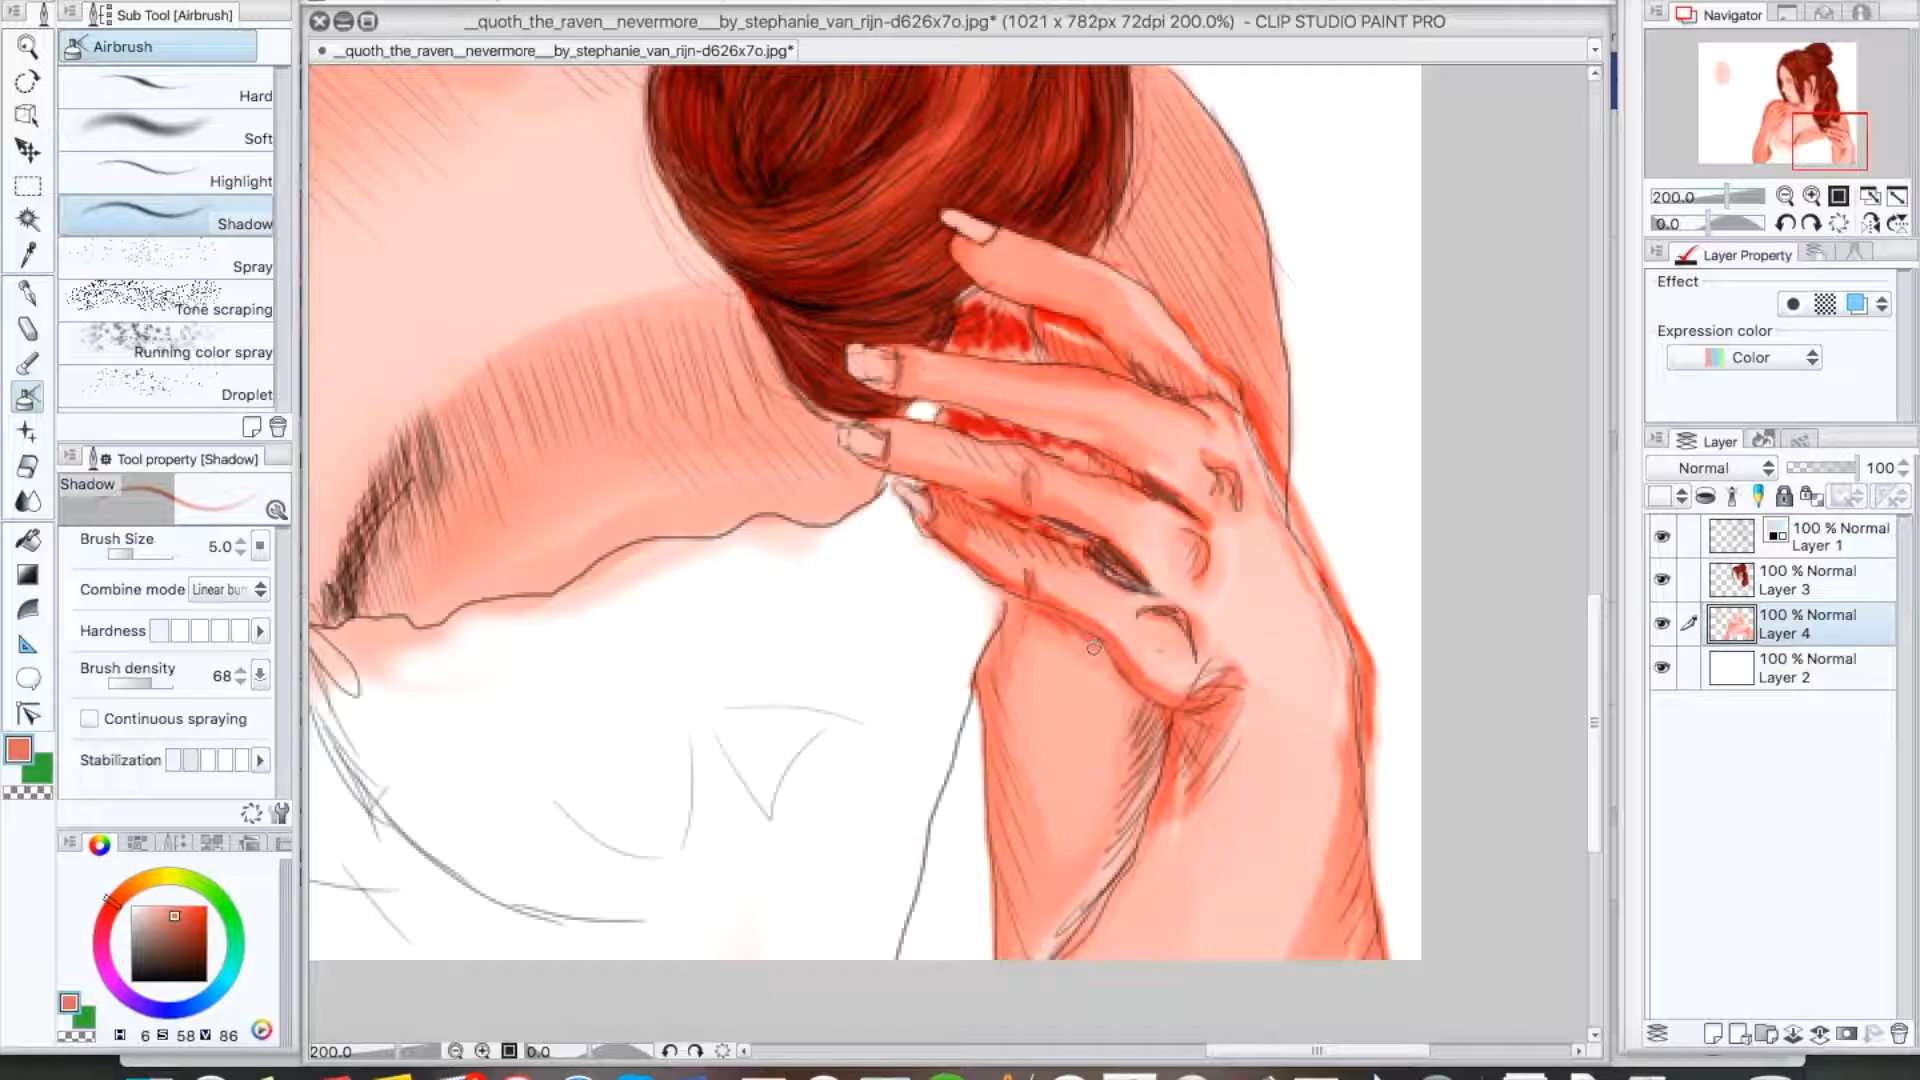 Sub Tool [Airbrush]
Airbrush
Hard
Soft
Highlight
Shadow
Spray
Tone scraping
Running color spray
Droplet
Tool property [Shadow]
Shadow
Brush Size 5.0
Combine mode Linear bur
Hardness
Brush density 68
Continuous spraying
Stabilization
H 6 S 58 V 86
__quoth_the_raven__nevermore___by_stephanie_van_rijn-d626x7o.jpg* (1021 x 782px 72dpi 200.0%) - CLIP STUDIO PAINT PRO
__quoth_the_raven__nevermore___by_stephanie_van_rijn-d626x7o.jpg*
200.0 0.0
Navigator
200.0
0.0
Layer Property
Effect
Expression color
Color
Layer
Normal 100
100 % Normal
Layer 1
100 % Normal
Layer 3
100 % Normal
Layer 4
100 % Normal
Layer 2